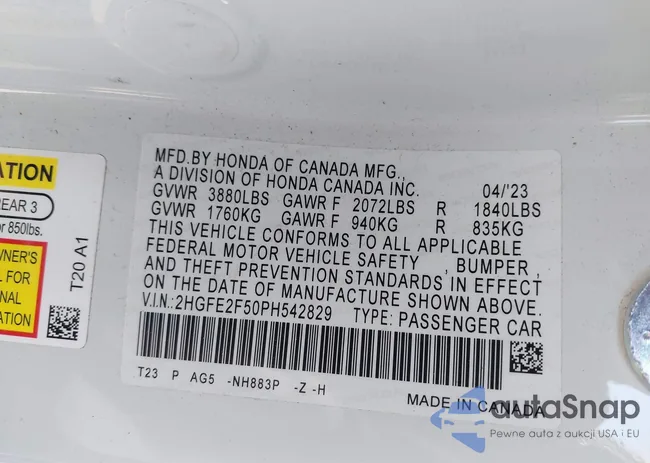 MFD.BY HONDA OF CANADA MFG.,
A DIVISION OF HONDA CANADA INC. 04/'23
GVWR 3880LBS GAWR F 2072LBS R 1840LBS
GVWR 1760KG GAWR F 940KG R 835KG
THIS VEHICLE CONFORMS TO ALL APPLICABLE
FEDERAL MOTOR VEHICLE SAFETY , BUMPER ,
AND THEFT PREVENTION STANDARDS IN EFFECT
ON THE DATE OF MANUFACTURE SHOWN ABOVE.
V.I.N.:2HGFE2F50PH542829 TYPE: PASSENGER CAR
T23 P AG5 -NH883P -Z -H
MADE IN CANADA
ATION
REAR 3
or 850lbs.
WNER'S
L FOR
ONAL
ATION
T20 A1
autoSnap
Pewne auta z aukcji USA i EU